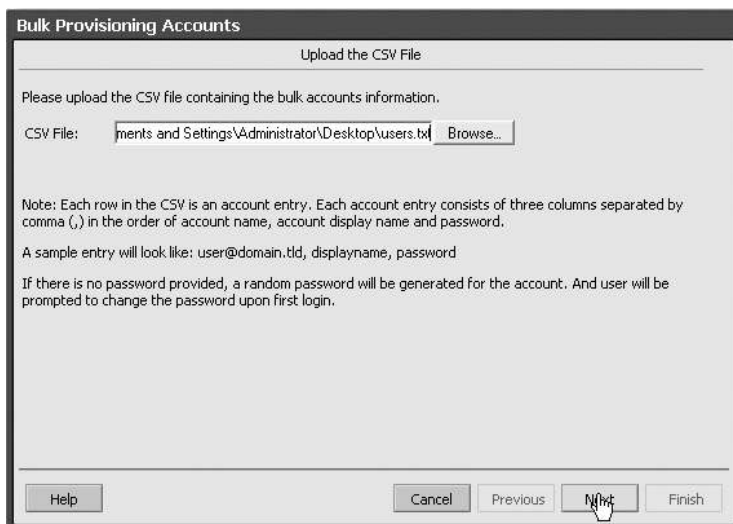 Bulk Provisioning Accounts
Upload the CSV File
Please upload the CSV file containing the bulk accounts information.
CSV File: ments and Settings\Administrator\Desktop\users.txt Browse...
Note: Each row in the CSV is an account entry. Each account entry consists of three columns separated by
comma (,) in the order of account name, account display name and password.
A sample entry will look like: user@domain.tld, displayname, password
If there is no password provided, a random password will be generated for the account. And user will be
prompted to change the password upon first login.
Help Cancel Previous Next Finish